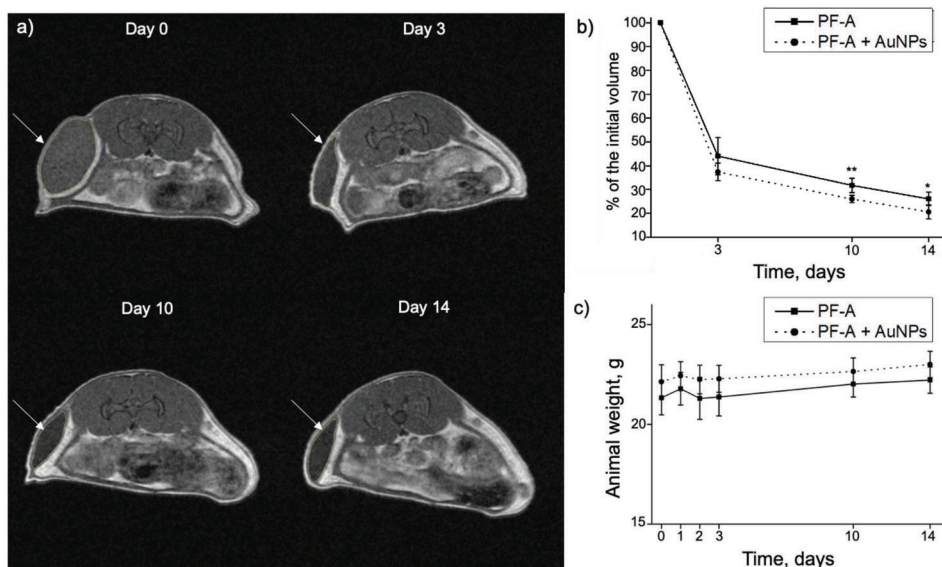 a)
Day 0
Day 3
Day 10
Day 14
b)
PF-A
PF-A + AuNPs
% of the initial volume
100
90
80
70
60
50
40
30
20
10
**
*
3
10
14
Time, days
c)
PF-A
PF-A + AuNPs
Animal weight, g
25
20
15
0 1 2 3 10 14
Time, days